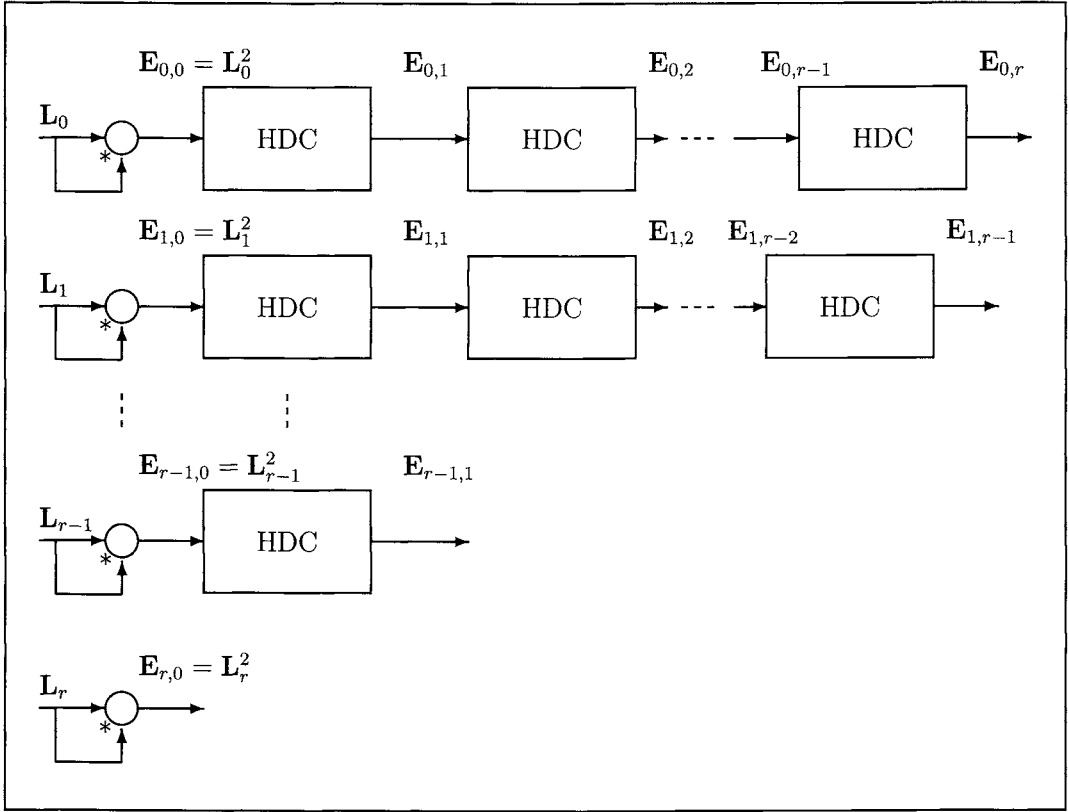 E_{0,0} = L_0^2 E_{0,1} E_{0,2} E_{0,r−1} E_{0,r}
L_0 * HDC HDC --- HDC
E_{1,0} = L_1^2 E_{1,1} E_{1,2} E_{1,r−2} E_{1,r−1}
L_1 * HDC HDC --- HDC
E_{r−1,0} = L_{r−1}^2 E_{r−1,1}
L_{r−1} * HDC
E_{r,0} = L_r^2
L_r *